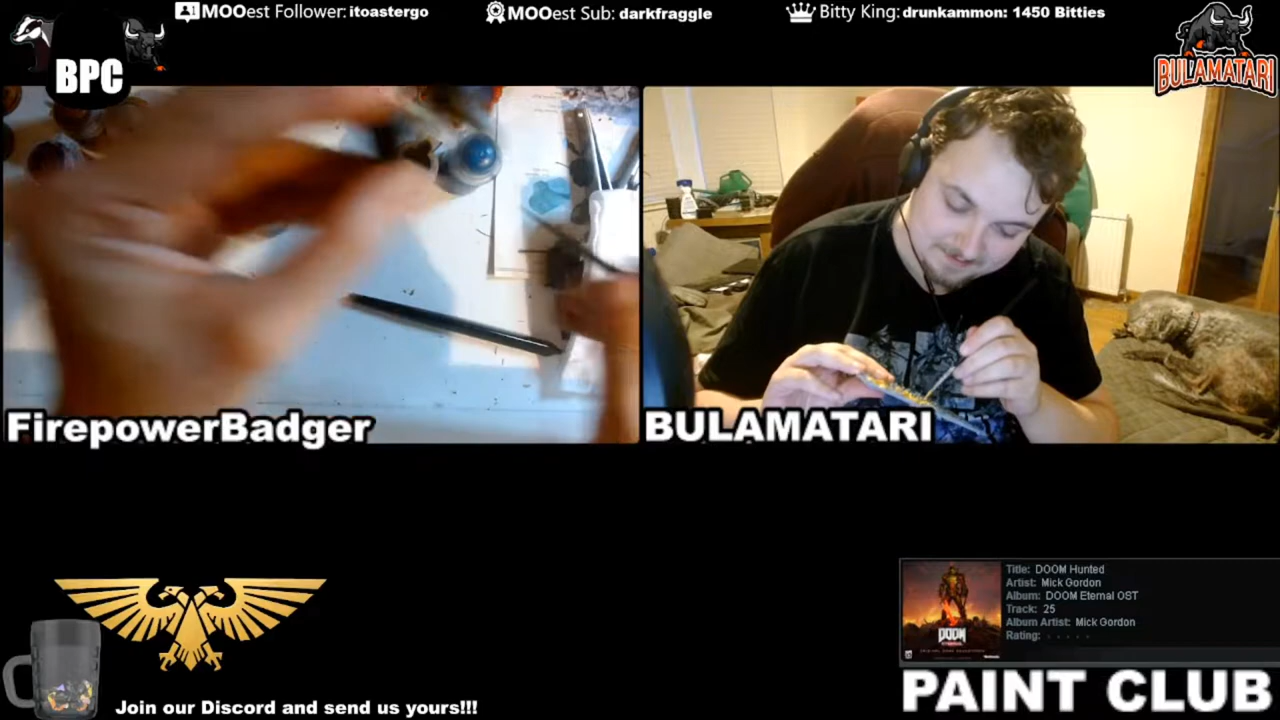 MOOest Follower: itoastergo
MOOest Sub: darkfraggle
Bitty King: drunkammon: 1450 Bitties
BPC
BULAMATARI
FirepowerBadger
BULAMATARI
Title: DOOM Hunted
Artist: Mick Gordon
Album: DOOM Eternal OST
Track: 25
Album Artist: Mick Gordon
Rating:
DOOM
PAINT CLUB
Join our Discord and send us yours!!!